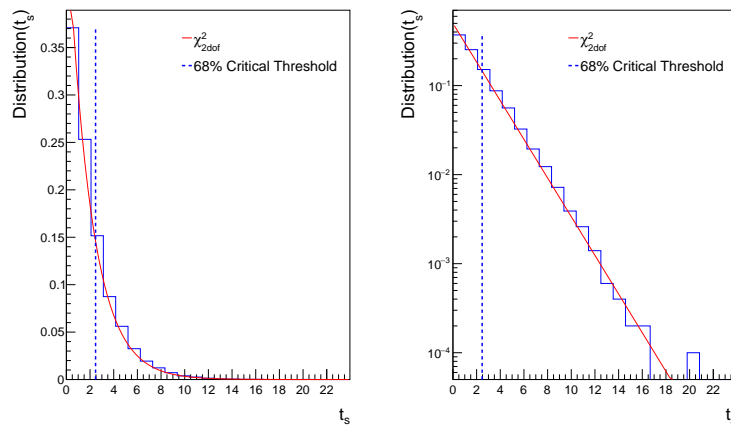 Distribution(t_s)
χ²_2dof
68% Critical Threshold
0.35
0.3
0.25
0.2
0.15
0.1
0.05
0
0 2 4 6 8 10 12 14 16 18 20 22
t_s
Distribution(t_s)
χ²_2dof
68% Critical Threshold
10⁻¹
10⁻²
10⁻³
10⁻⁴
0 2 4 6 8 10 12 14 16 18 20 22
t